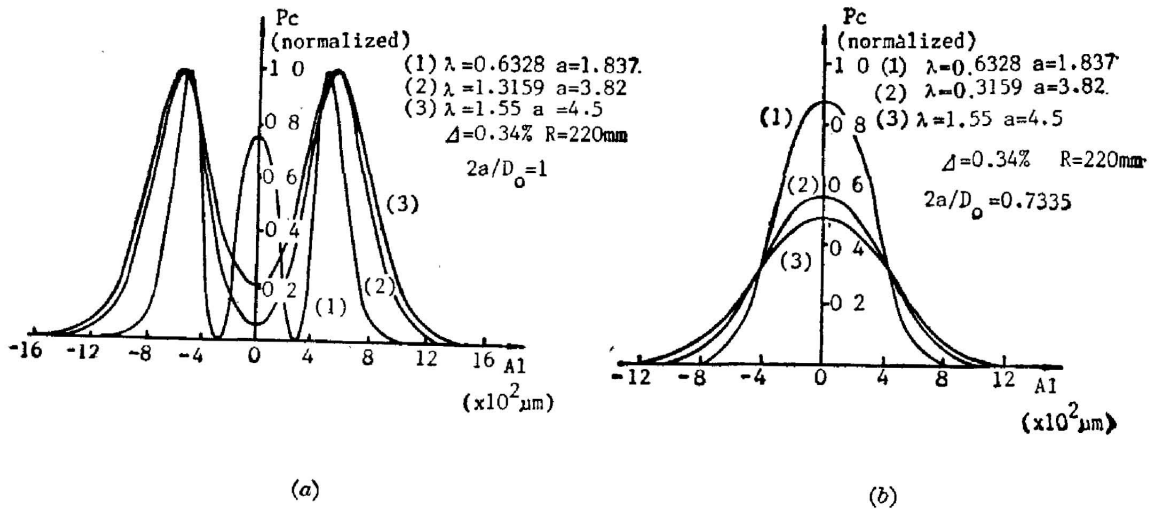 Pc
(normalized)
1 0
(1) λ=0.6328 a=1.837.
(2) λ=1.3159 a=3.82
(3) λ=1.55 a =4.5
Δ=0.34% R=220mm
2a/D₀=1
0 8
0 6
0 4
0 2
(3)
(2)
(1)
-16 -12 -8 -4 0 4 8 12 16
Al
(x10²μm)
(a)
Pc
(normalized)
1 0 (1) λ=0.6328 a=1.837
(2) λ=0.3159 a=3.82
(1) 0 8 (3) λ=1.55 a=4.5
Δ=0.34% R=220mm
(2) 0 6
2a/D₀=0.7335
(3) 0 4
0 2
-12 -8 -4 0 4 8 12
Al
(x10²μm)
(b)